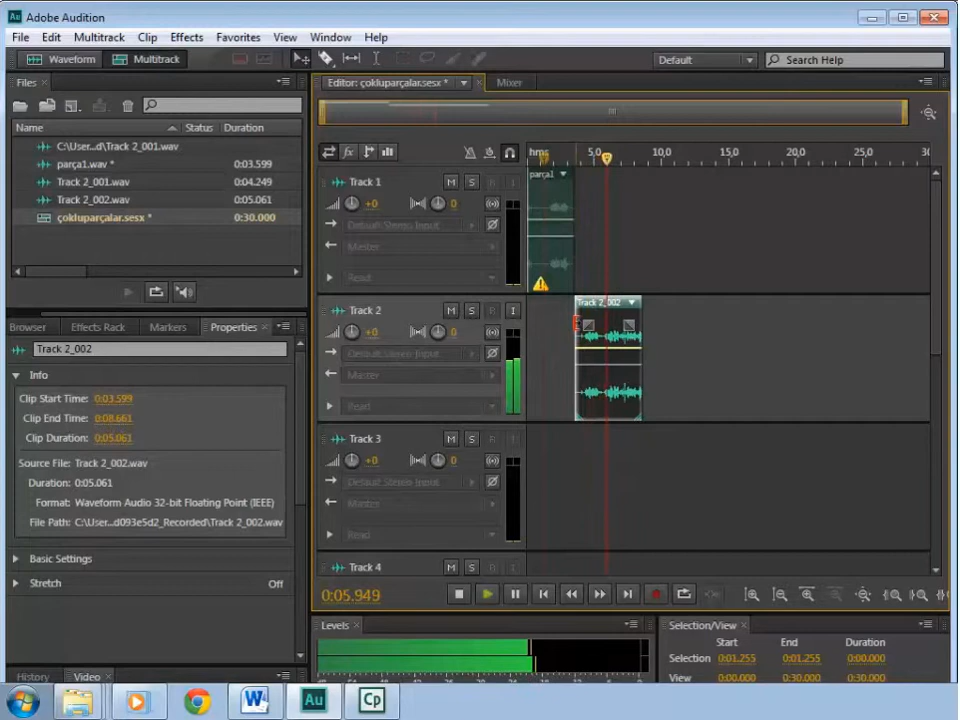 Adobe Audition
File Edit Multitrack Clip Effects Favorites View Window Help
Waveform Multitrack Default Search Help
Files
Name Status Duration
C:\User...d\Track 2_001.wav
parça1.wav * 0:03.599
Track 2_001.wav 0:04.249
Track 2_002.wav 0:05.061
çokluparçalar.sesx * 0:30.000
Browser Effects Rack Markers Properties
Track 2_002
Info
Clip Start Time: 0:03.599
Clip End Time: 0:08.661
Clip Duration: 0:05.061
Source File: Track 2_002.wav
Duration: 0:05.061
Format: Waveform Audio 32-bit Floating Point (IEEE)
File Path: C:\User...d093e5d2_Recorded\Track 2_002.wav
Basic Settings
Stretch Off
History Video
Editor: çokluparçalar.sesx * Mixer
fx hms 5,0 10,0 15,0 20,0 25,0 30
Track 1 M S R I parça1
+0 0
Default Stereo Input
Master
Read
Track 2 M S R I Track 2_002
+0 0
Default Stereo Input
Master
Read
Track 3 M S R I
+0 0
Default Stereo Input
Master
Read
Track 4 M S R I
0:05.949
Levels
Selection/View
Start End Duration
Selection 0:01.255 0:01.255 0:00.000
View 0:00.000 0:30.000 0:30.000
W Au Cp